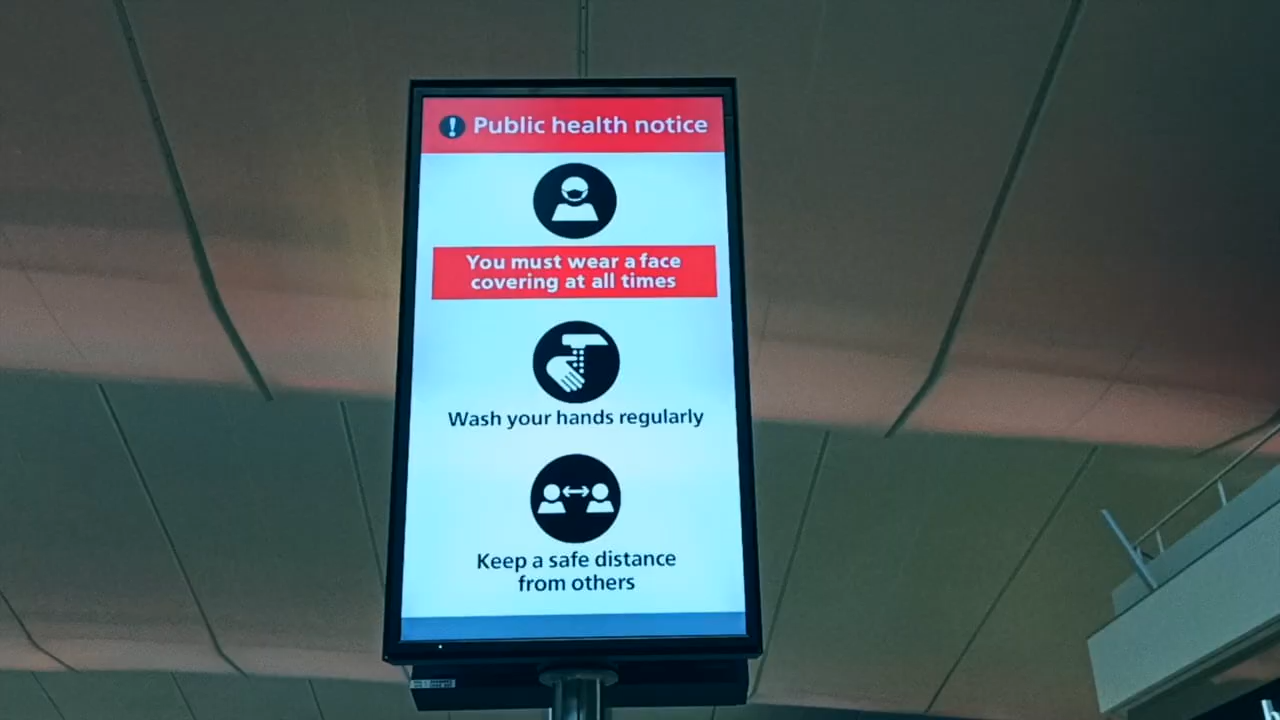 Public health notice
You must wear a face
covering at all times
Wash your hands regularly
Keep a safe distance
from others